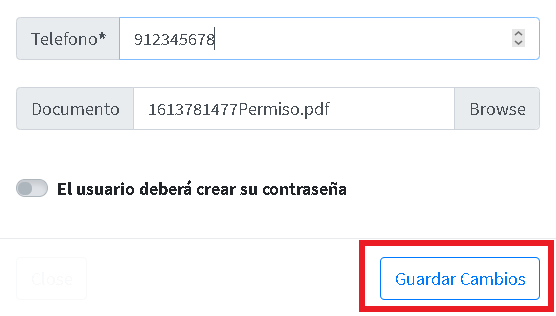 Telefono* 912345678
Documento 1613781477Permiso.pdf Browse
El usuario deberá crear su contraseña
Close Guardar Cambios